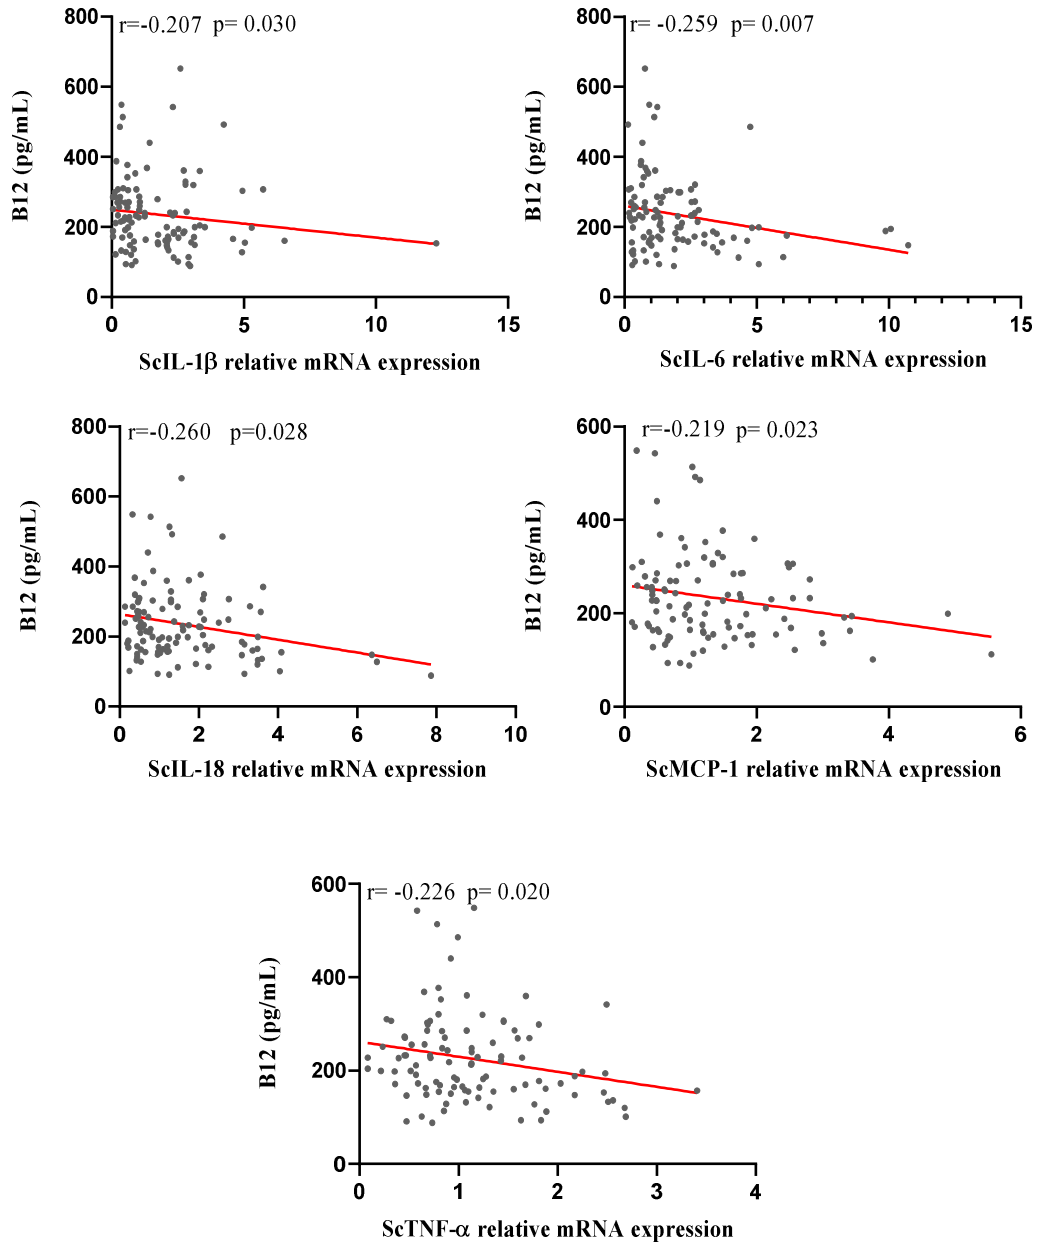 r=-0.207 p= 0.030
800
600
400
200
0
B12 (pg/mL)
0 5 10 15
ScIL-1β relative mRNA expression
r= -0.259 p= 0.007
800
600
400
200
0
B12 (pg/mL)
0 5 10 15
ScIL-6 relative mRNA expression
r=-0.260 p=0.028
800
600
400
200
0
B12 (pg/mL)
0 2 4 6 8 10
ScIL-18 relative mRNA expression
r=-0.219 p= 0.023
600
400
200
0
B12 (pg/mL)
0 2 4 6
ScMCP-1 relative mRNA expression
r= -0.226 p= 0.020
600
400
200
0
B12 (pg/mL)
0 1 2 3 4
ScTNF-α relative mRNA expression